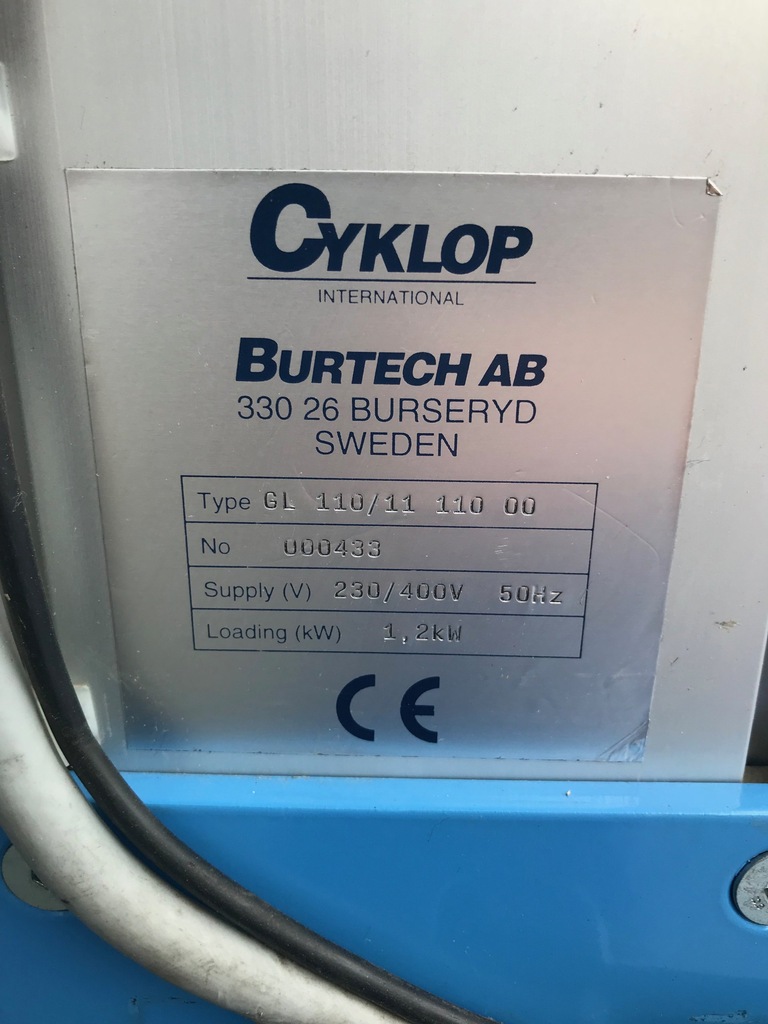 CYKLOP
INTERNATIONAL
BURTECH AB
330 26 BURSERYD
SWEDEN
Type GL 110/11 110 00
No 000433
Supply (V) 230/400V 50Hz
Loading (kW) 1,2kW
CE